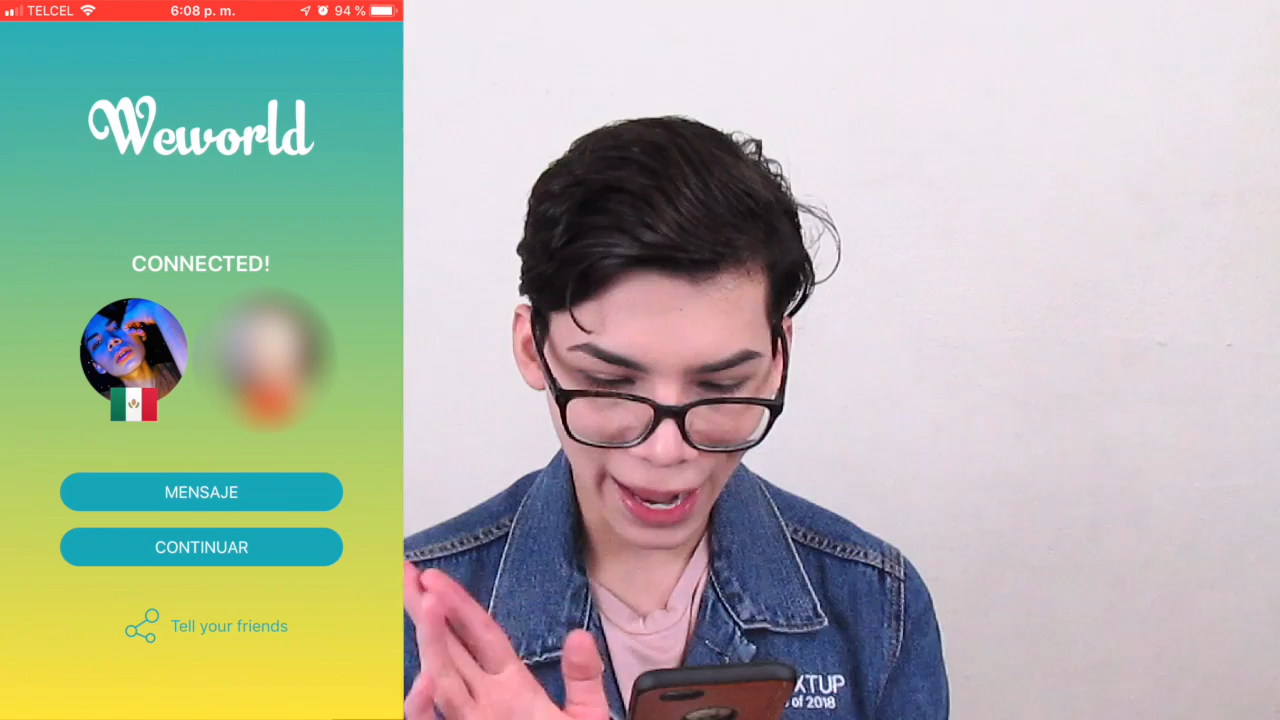 TELCEL 6:08 p. m. 94 %
Weworld
CONNECTED!
MENSAJE
CONTINUAR
Tell your friends
XTUP
of 2018